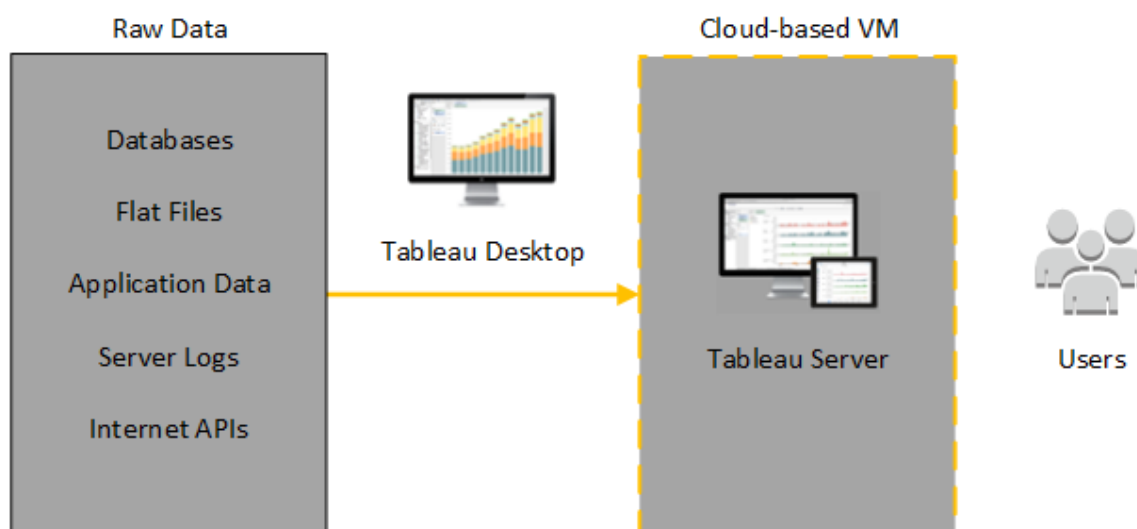 Raw Data
Cloud-based VM
Databases
Flat Files
Application Data
Server Logs
Internet APIs
Tableau Desktop
Tableau Server
Users